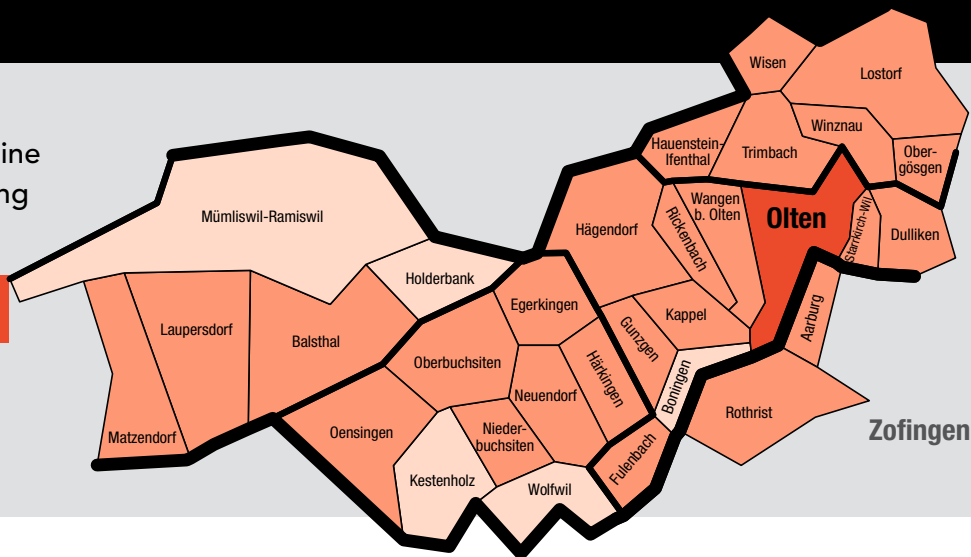 ine
ng
Wisen
Lostorf
Hauenstein-
Ifenthal
Trimbach
Winznau
Ober-
gösgen
Mümliswil-Ramiswil
Hägendorf
Rickenbach
Wangen
b. Olten
Olten
Starrkirch-Wil
Dulliken
Holderbank
Laupersdorf
Balsthal
Egerkingen
Gunzgen
Kappel
Aarburg
Oberbuchsiten
Neuendorf
Härkingen
Boningen
Rothrist
Matzendorf
Oensingen
Nieder-
buchsiten
Fulenbach
Zofingen
Kestenholz
Wolfwil